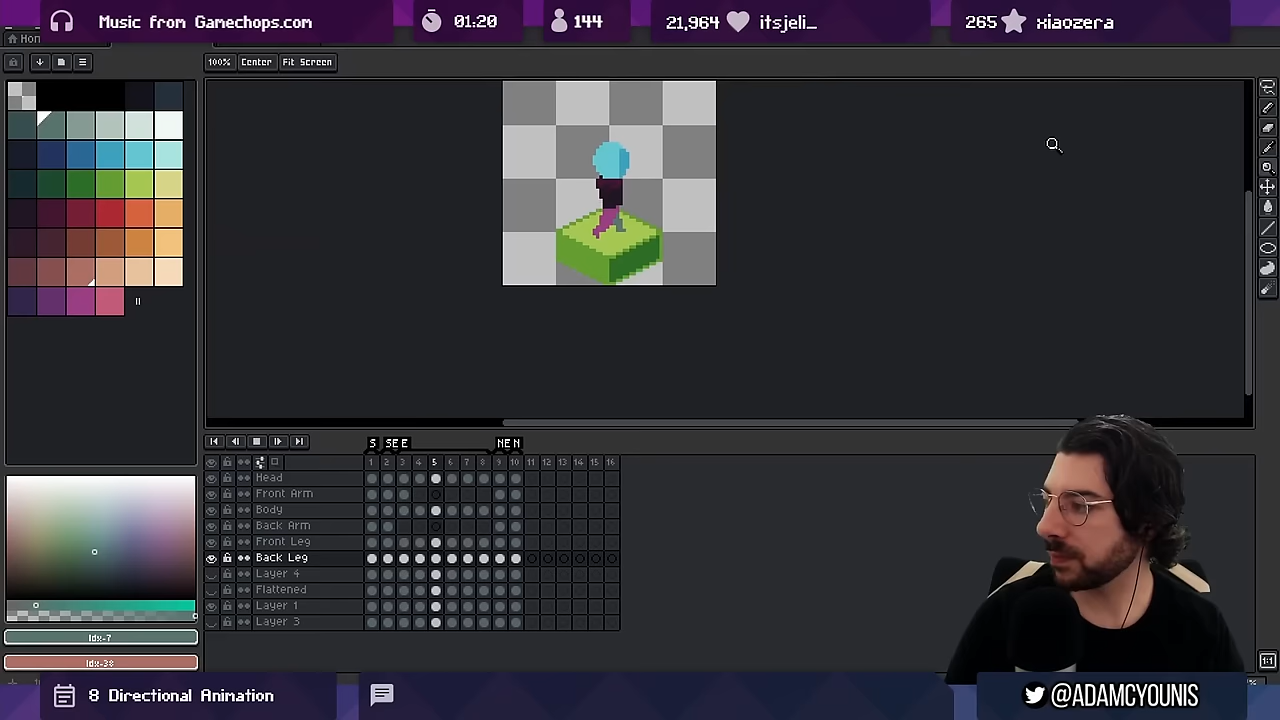 Music from Gamechops.com
01:20
144
21,964 itsjeli_
265 xiaozera
Hon
100% Center Fit Screen
S SE E NE N
1 2 3 4 5 6 7 8 9 10 11 12 13 14 15 16
Head
Front Arm
Body
Back Arm
Front Leg
Back Leg
Layer 4
Flattened
Layer 1
Layer 3
Idx-7
Idx-38
1:1
8 Directional Animation
@ADAMCYOUNIS